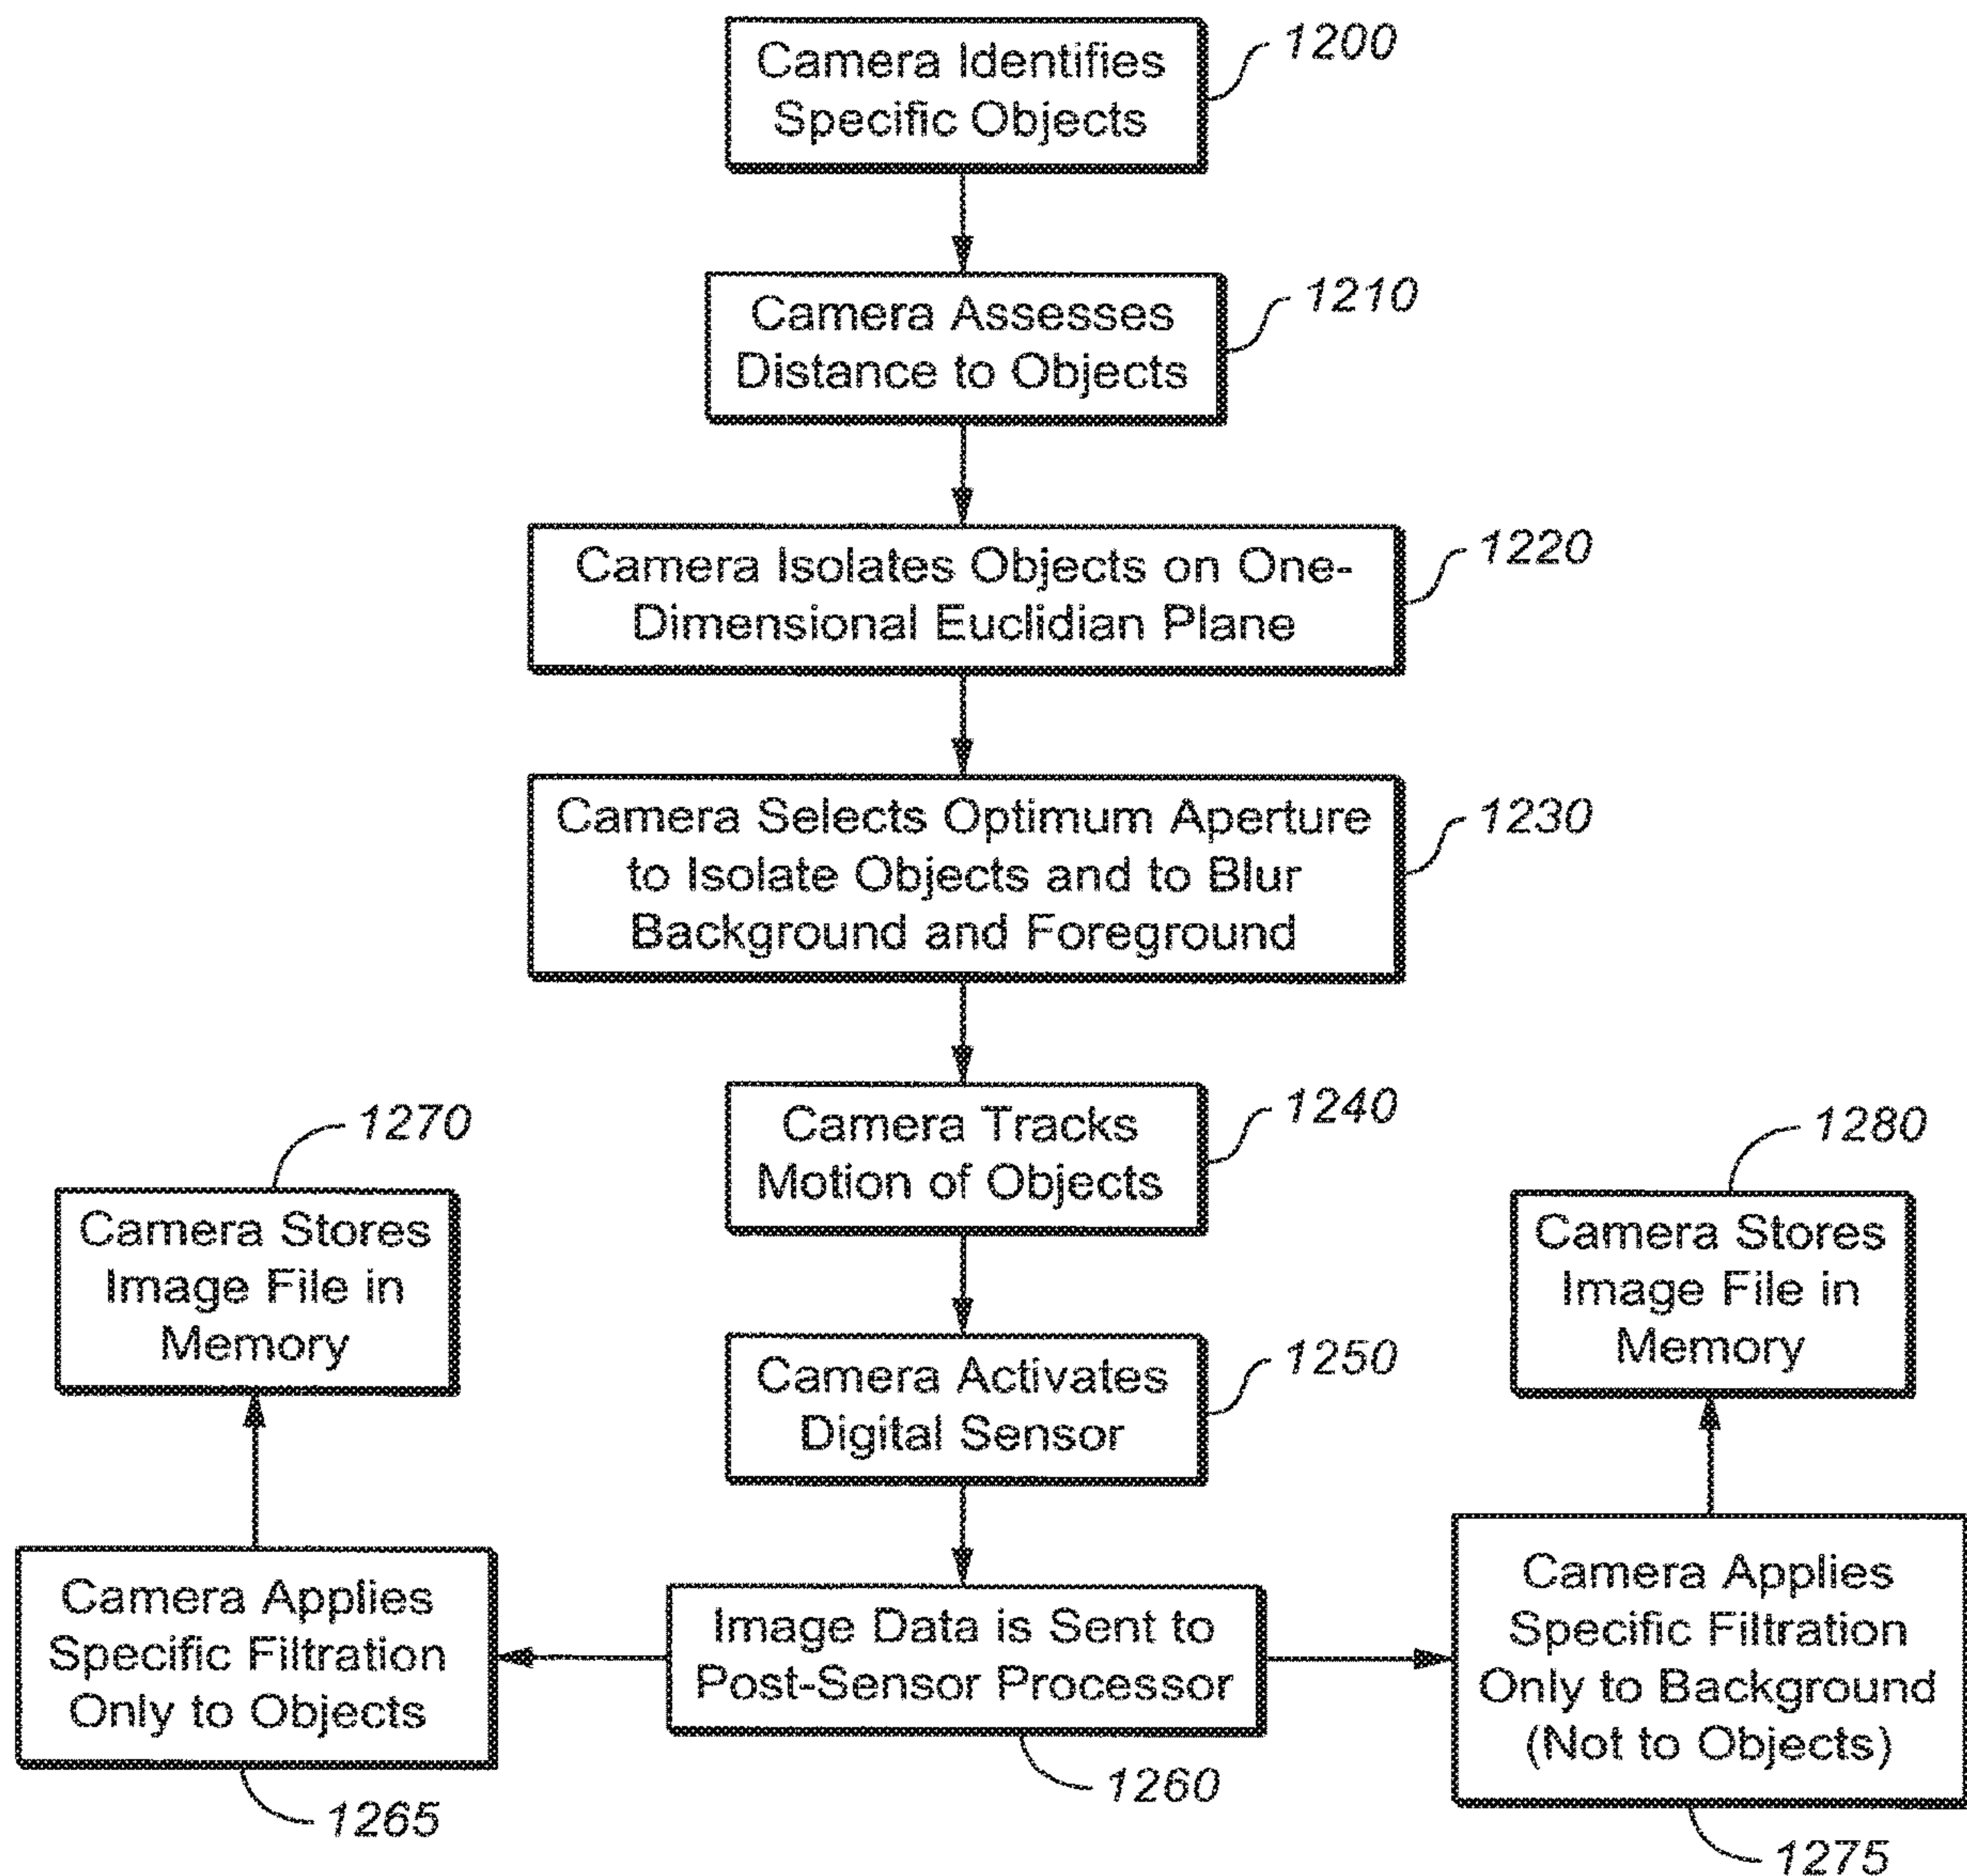 Camera Identifies
Specific Objects
1200
Camera Assesses
Distance to Objects
1210
Camera Isolates Objects on One-
Dimensional Euclidian Plane
1220
Camera Selects Optimum Aperture
to Isolate Objects and to Blur
Background and Foreground
1230
Camera Tracks
Motion of Objects
1240
Camera Activates
Digital Sensor
1250
Image Data is Sent to
Post-Sensor Processor
1260
Camera Applies
Specific Filtration
Only to Objects
1265
1270
Camera Stores
Image File in
Memory
Camera Applies
Specific Filtration
Only to Background
(Not to Objects)
1275
1280
Camera Stores
Image File in
Memory